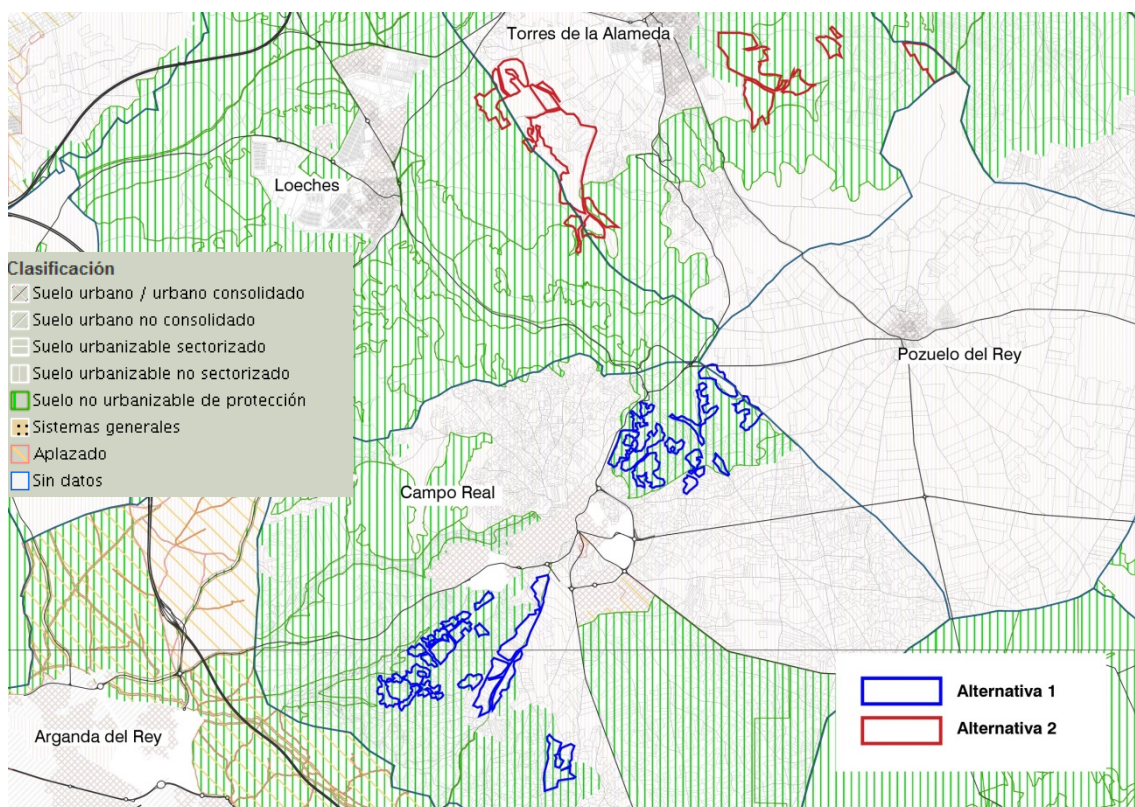 Torres de la Alameda
Loeches
Clasificación
Suelo urbano / urbano consolidado
Suelo urbano no consolidado
Suelo urbanizable sectorizado
Suelo urbanizable no sectorizado
Suelo no urbanizable de protección
Sistemas generales
Aplazado
Sin datos
Pozuelo del Rey
Campo Real
Arganda del Rey
Alternativa 1
Alternativa 2